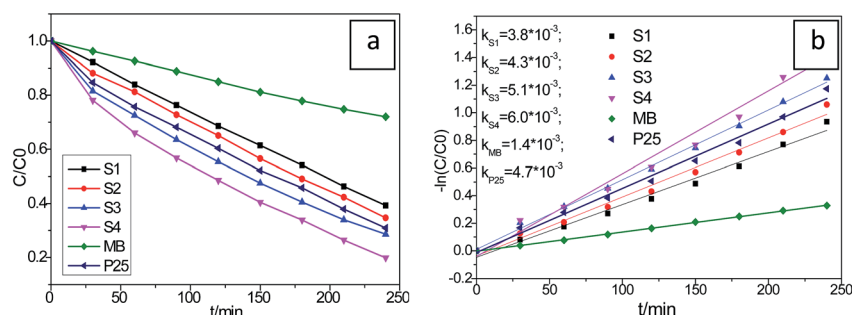 a
C/C0
1.0
0.8
0.6
0.4
0.2
S1
S2
S3
S4
MB
P25
0 50 100 150 200 250
t/min
b
-ln(C/C0)
1.6
1.4
1.2
1.0
0.8
0.6
0.4
0.2
0.0
-0.2
k_S1=3.8*10^-3;
k_S2=4.3*10^-3;
k_S3=5.1*10^-3;
k_S4=6.0*10^-3;
k_MB=1.4*10^-3;
k_P25=4.7*10^-3
S1
S2
S3
S4
MB
P25
0 50 100 150 200 250
t/min